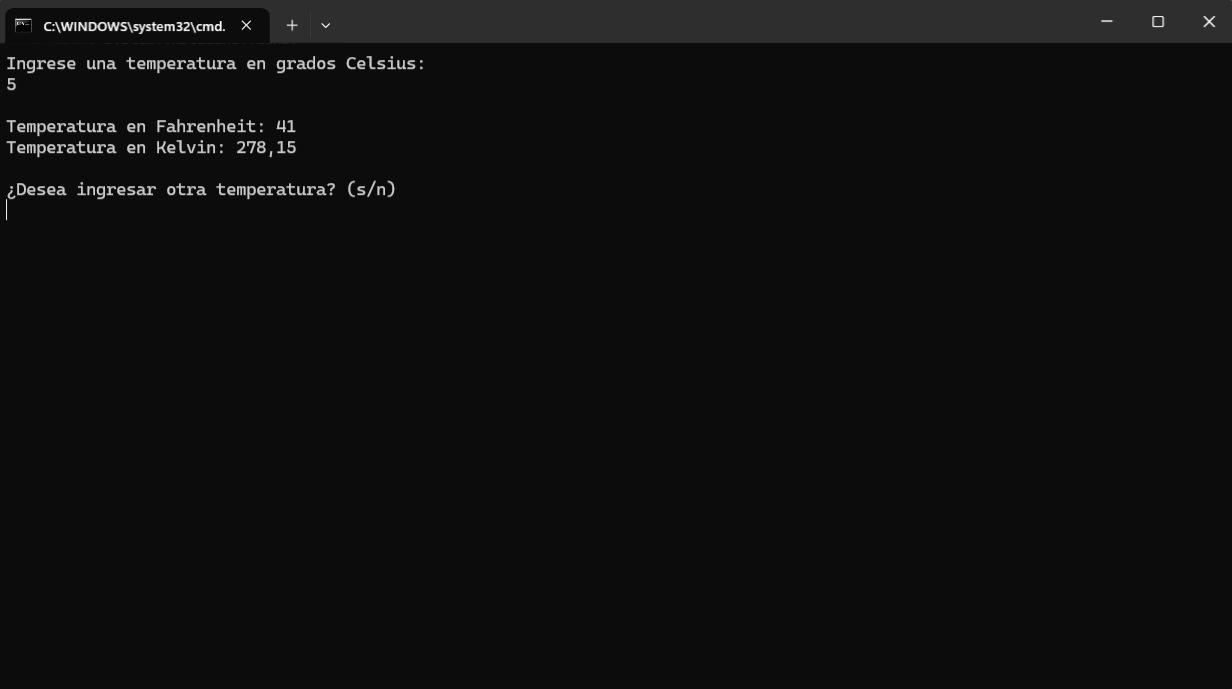 C:\WINDOWS\system32\cmd.
Ingrese una temperatura en grados Celsius:
5
Temperatura en Fahrenheit: 41
Temperatura en Kelvin: 278,15
¿Desea ingresar otra temperatura? (s/n)